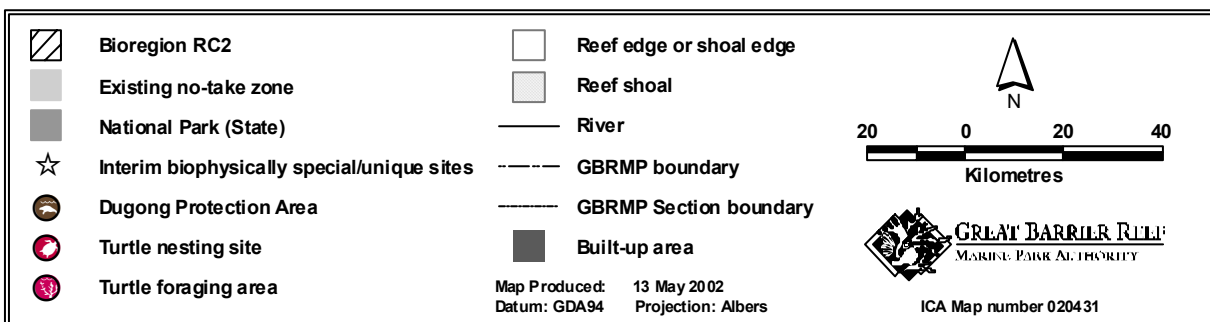 Bioregion RC2
Existing no-take zone
National Park (State)
Interim biophysically special/unique sites
Dugong Protection Area
Turtle nesting site
Turtle foraging area
Reef edge or shoal edge
Reef shoal
River
GBRMP boundary
GBRMP Section boundary
Built-up area
Map Produced: 13 May 2002
Datum: GDA94 Projection: Albers
N
20 0 20 40
Kilometres
GREAT BARRIER REEF
MARINE PARK AUTHORITY
ICA Map number 020431